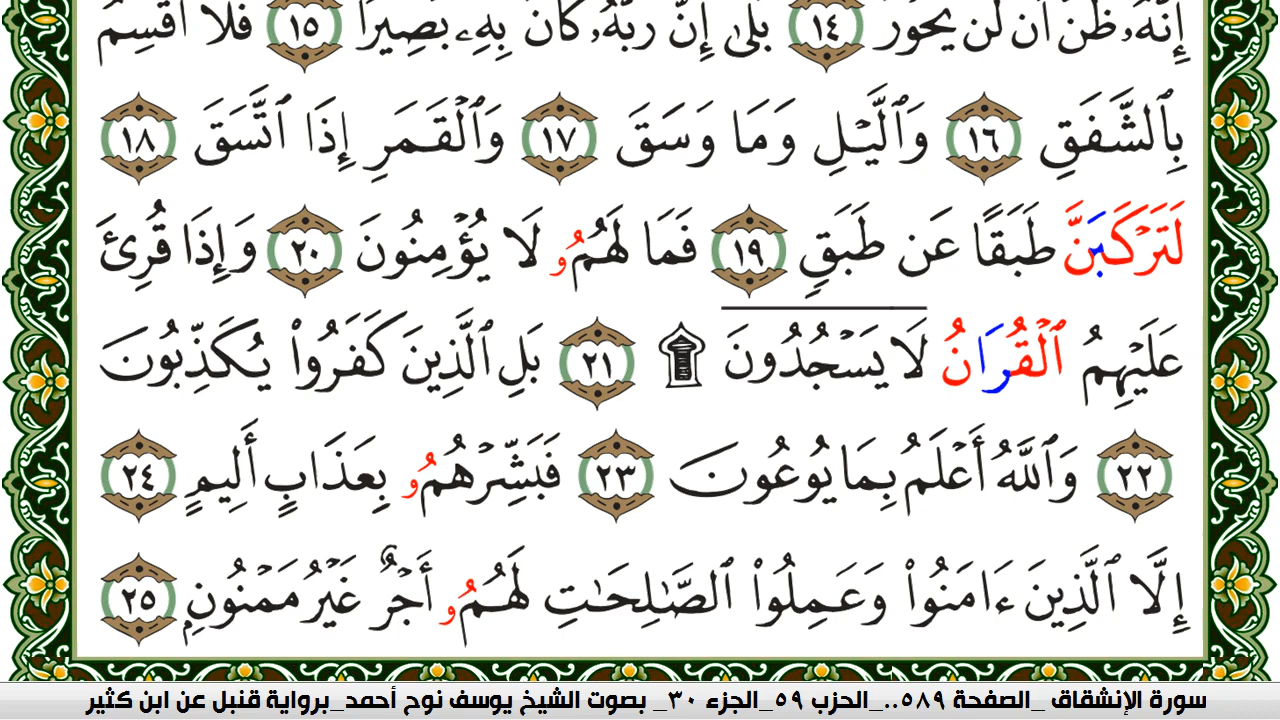 إِنَّهُۥ ظَنَّ أَن لَّن يَحُورَ ١٤ بَلَىٰٓ إِنَّ رَبَّهُۥ كَانَ بِهِۦ بَصِيرًا ١٥ فَلَآ أُقْسِمُ
بِٱلشَّفَقِ ١٦ وَٱلَّيْلِ وَمَا وَسَقَ ١٧ وَٱلْقَمَرِ إِذَا ٱتَّسَقَ ١٨
لَتَرْكَبَنَّ طَبَقًا عَن طَبَقٍ ١٩ فَمَا لَهُمُو لَا يُؤْمِنُونَ ٢٠ وَإِذَا قُرِئَ
عَلَيْهِمُ ٱلْقُرَانُ لَا يَسْجُدُونَ ۩ ٢١ بَلِ ٱلَّذِينَ كَفَرُوا۟ يُكَذِّبُونَ
٢٢ وَٱللَّهُ أَعْلَمُ بِمَا يُوعُونَ ٢٣ فَبَشِّرْهُمُو بِعَذَابٍ أَلِيمٍ ٢٤
إِلَّا ٱلَّذِينَ ءَامَنُوا۟ وَعَمِلُوا۟ ٱلصَّٰلِحَٰتِ لَهُمُو أَجْرٌ غَيْرُ مَمْنُونٍ ٢٥
سورة الإنشقاق _الصفحة ٥٨٩.._الحزب ٥٩_الجزء ٣٠_ بصوت الشيخ يوسف نوح أحمد_برواية قنبل عن ابن كثير